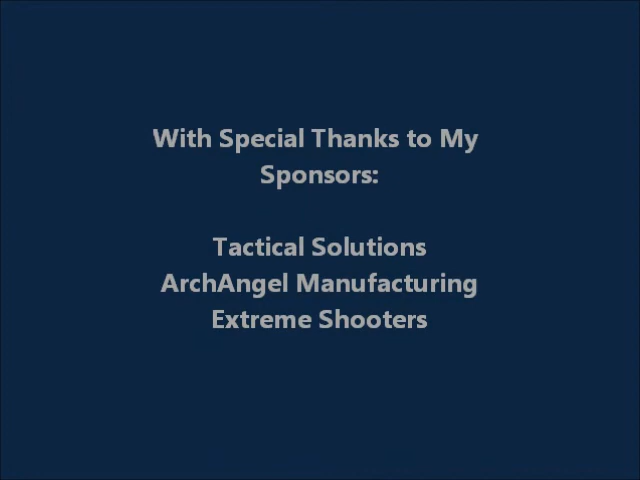 With Special Thanks to My
Sponsors:
Tactical Solutions
ArchAngel Manufacturing
Extreme Shooters